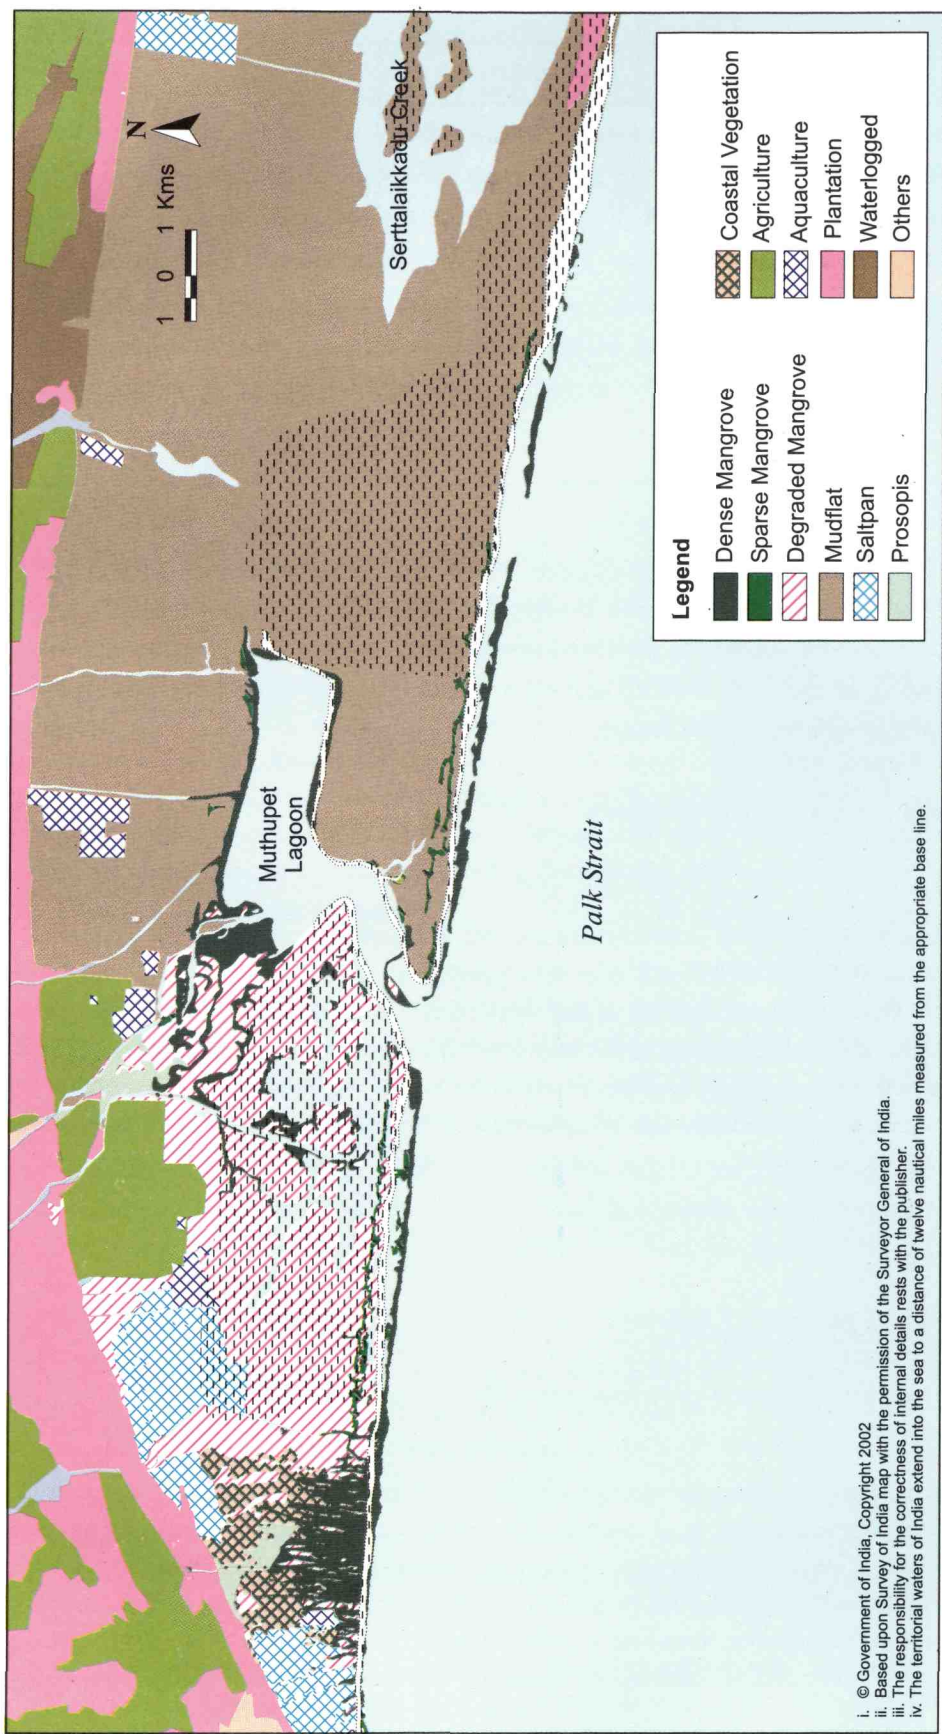 N
1 0 1 Kms
Serttalaikkadu Creek
Muthupet
Lagoon
Palk Strait
Legend
Dense Mangrove
Sparse Mangrove
Degraded Mangrove
Mudflat
Saltpan
Prosopis
Coastal Vegetation
Agriculture
Aquaculture
Plantation
Waterlogged
Others
i. © Government of India, Copyright 2002
ii. Based upon Survey of India map with the permission of the Surveyor General of India.
iii. The responsibility for the correctness of internal details rests with the publisher.
iv. The territorial waters of India extend into the sea to a distance of twelve nautical miles measured from the appropriate base line.